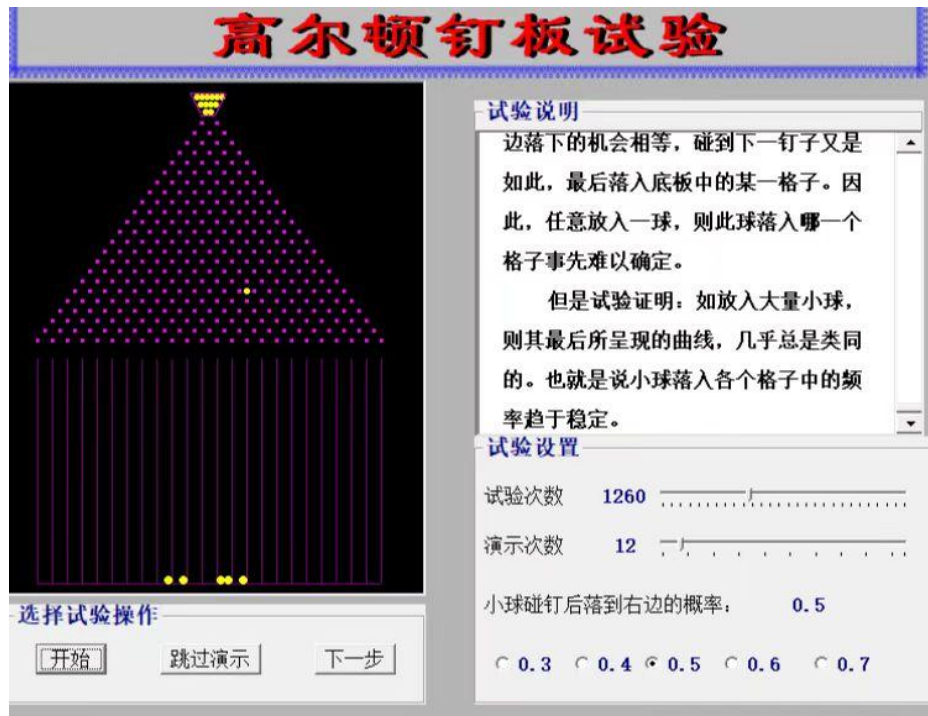 高尔顿钉板试验
试验说明
边落下的机会相等，碰到下一钉子又是
如此，最后落入底板中的某一格子。因
此，任意放入一球，则此球落入哪一个
格子事先难以确定。
但是试验证明：如放入大量小球，
则其最后所呈现的曲线，几乎总是类同
的。也就是说小球落入各个格子中的频
率趋于稳定。
试验设置
试验次数 1260
演示次数 12
小球碰钉后落到右边的概率： 0.5
0.3 0.4 0.5 0.6 0.7
选择试验操作
开始 跳过演示 下一步